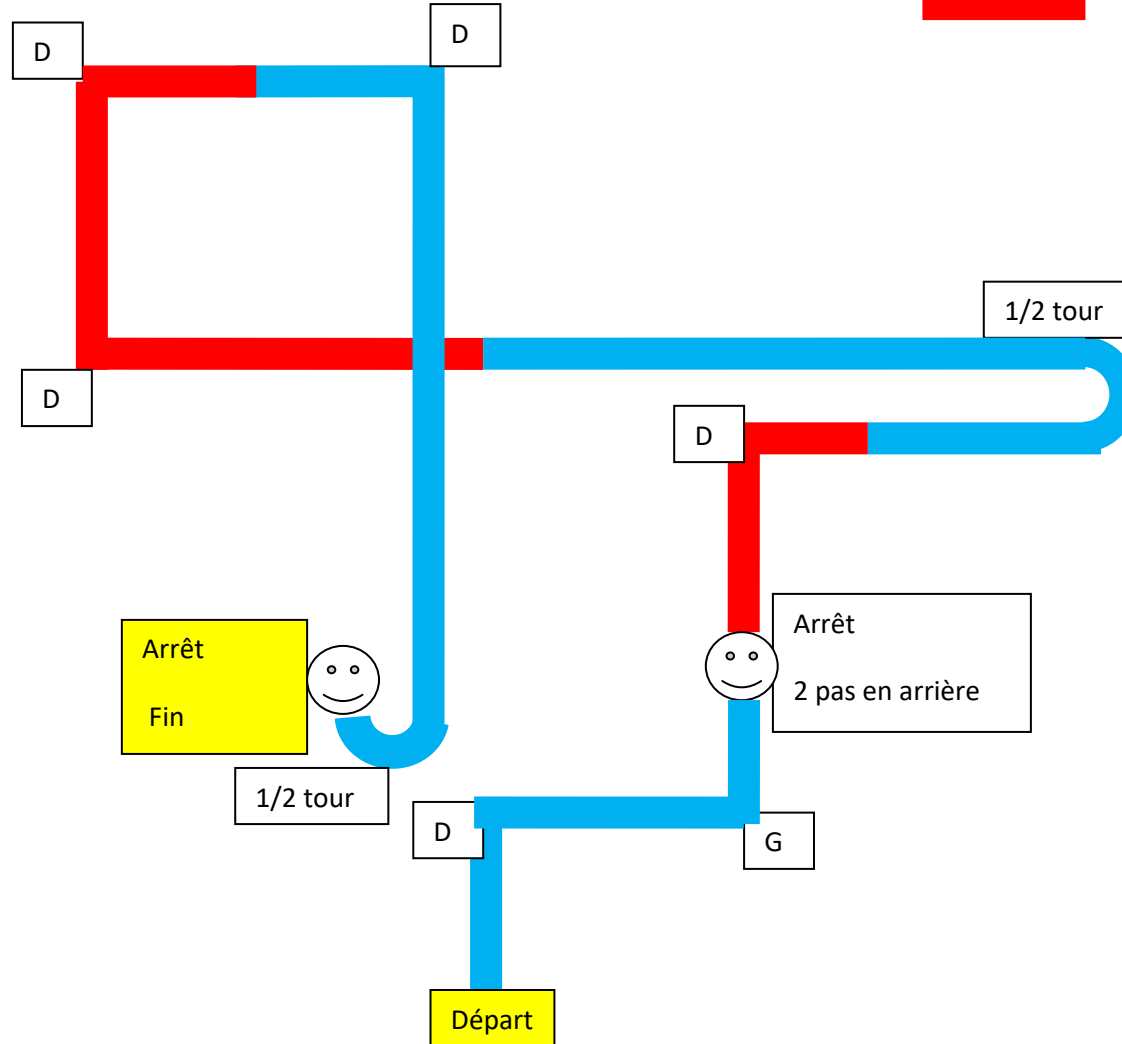 D
D
1/2 tour
D
D
Arrêt
2 pas en arrière
Arrêt
Fin
1/2 tour
D
G
Départ